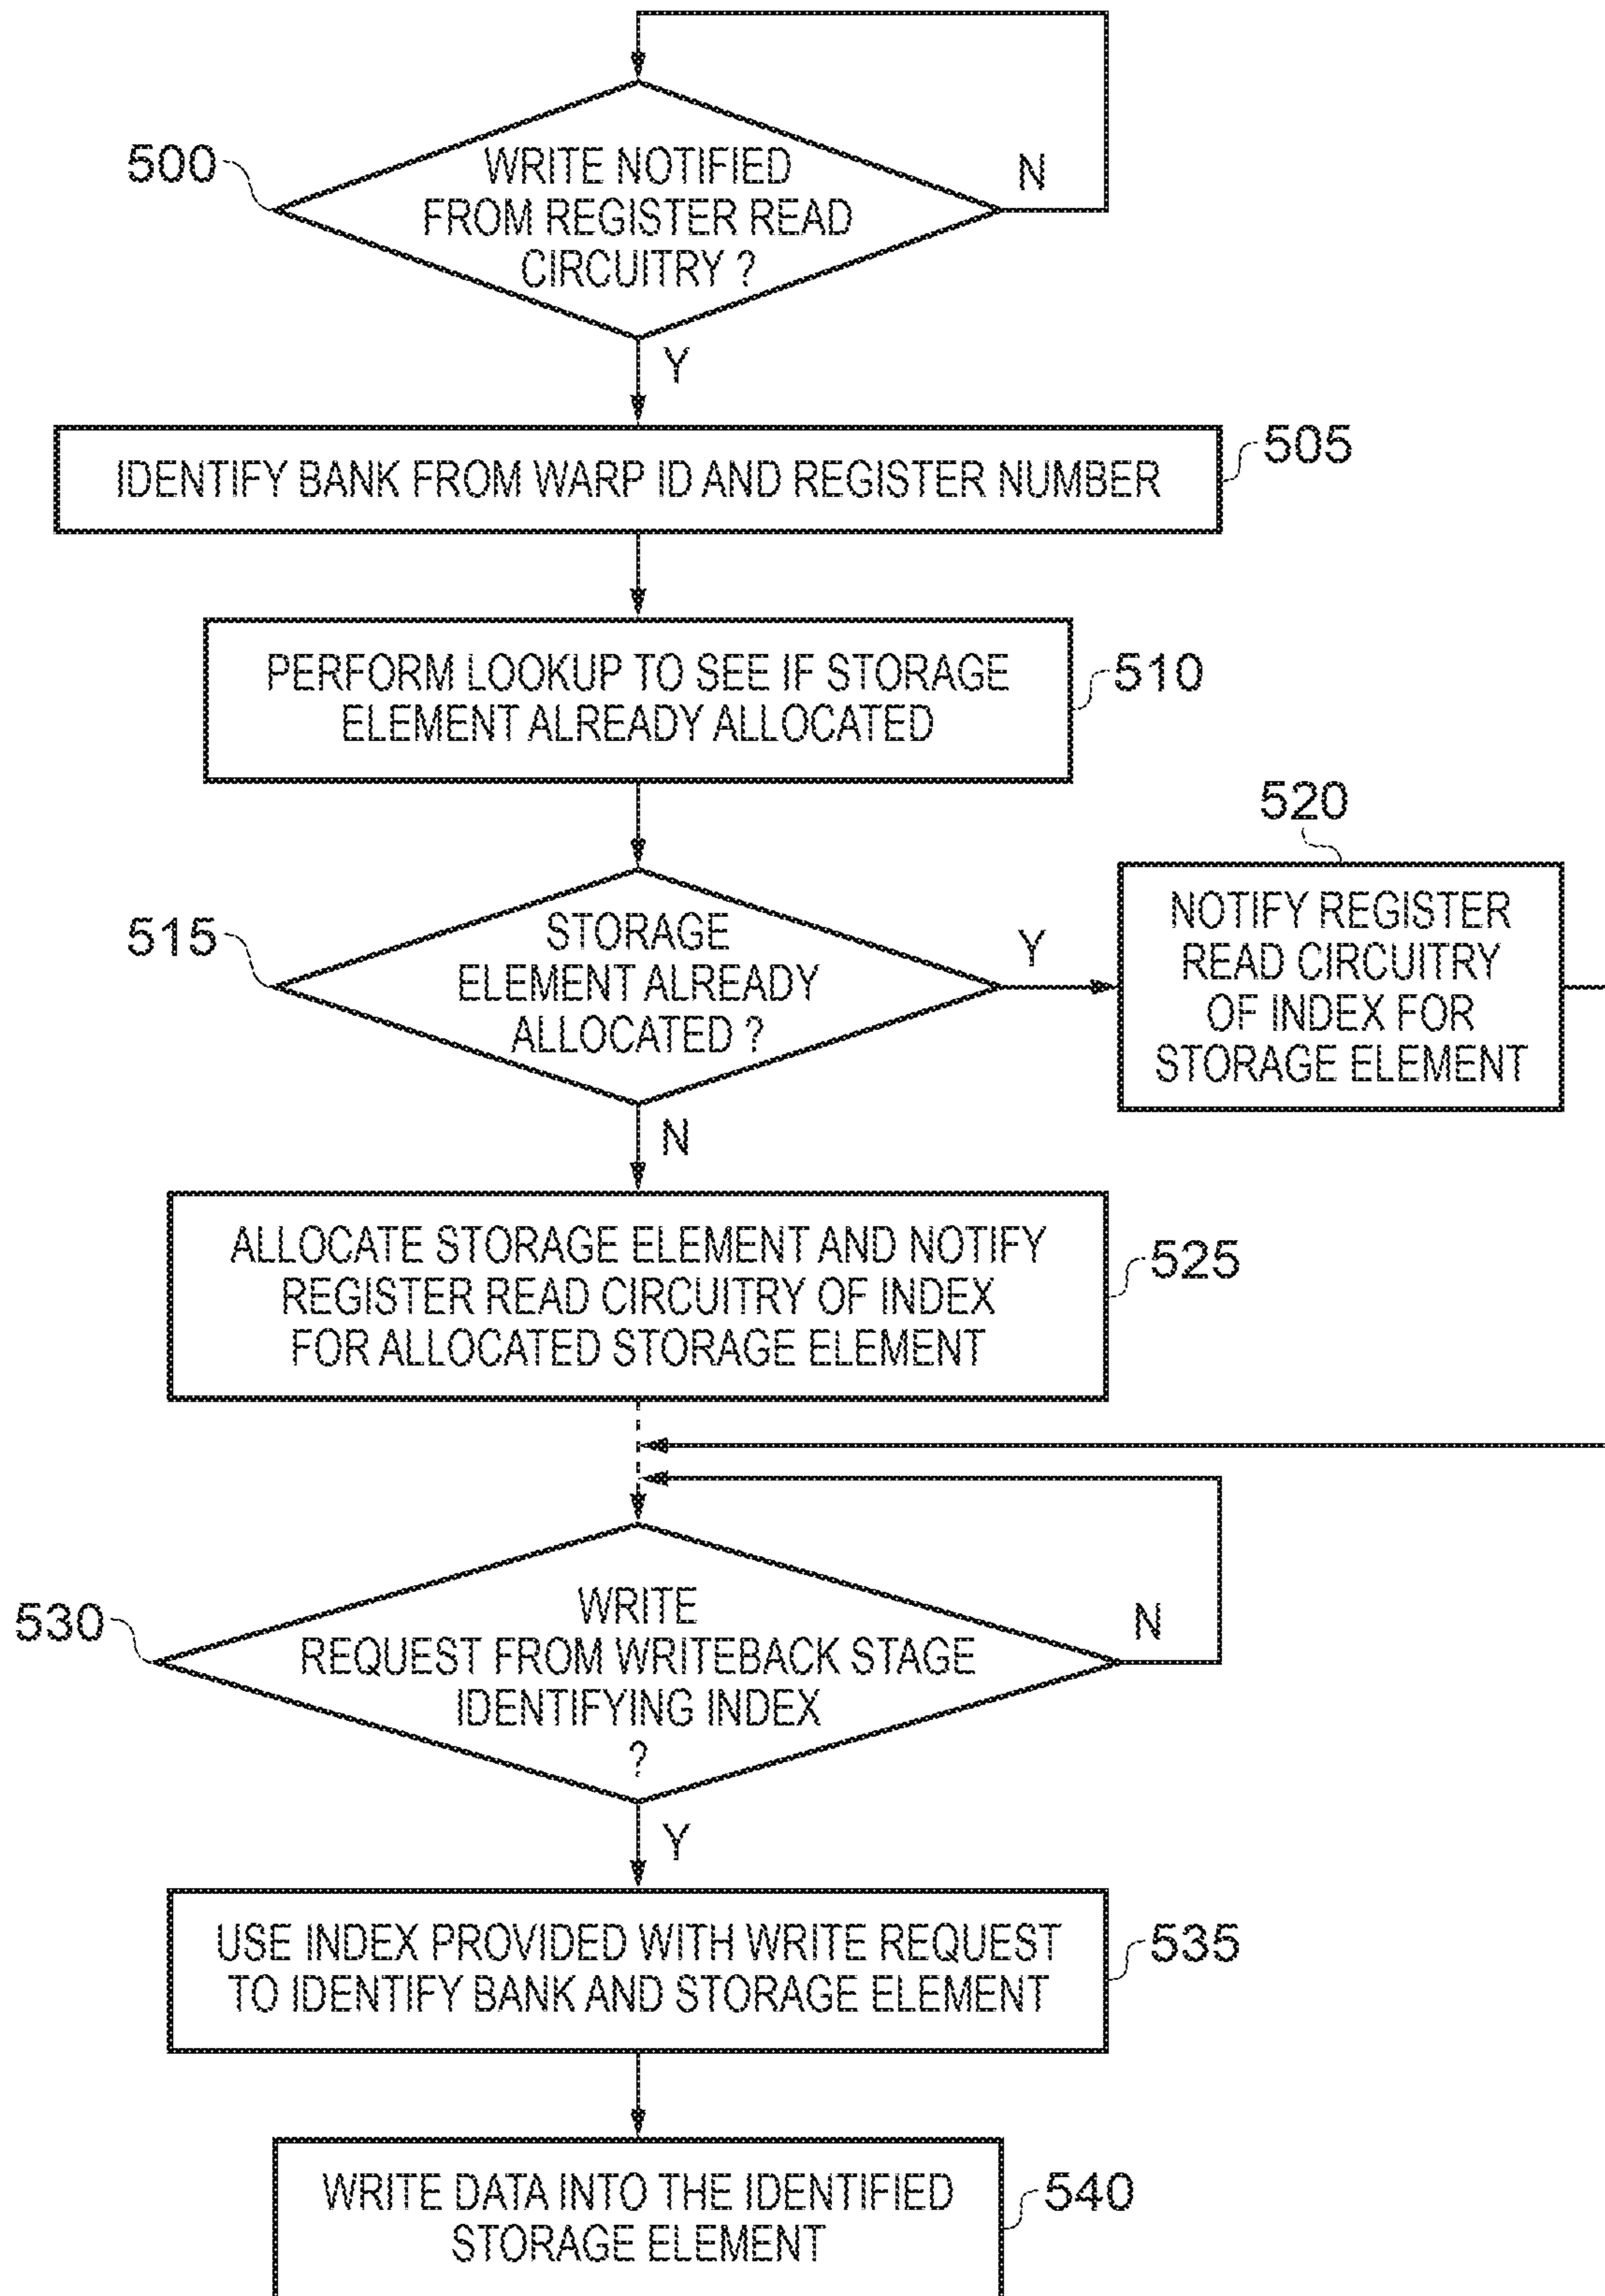 500
WRITE NOTIFIED
FROM REGISTER READ
CIRCUITRY ?
N
Y
IDENTIFY BANK FROM WARP ID AND REGISTER NUMBER
505
PERFORM LOOKUP TO SEE IF STORAGE
ELEMENT ALREADY ALLOCATED
510
515
STORAGE
ELEMENT ALREADY
ALLOCATED ?
Y
N
520
NOTIFY REGISTER
READ CIRCUITRY
OF INDEX FOR
STORAGE ELEMENT
ALLOCATE STORAGE ELEMENT AND NOTIFY
REGISTER READ CIRCUITRY OF INDEX
FOR ALLOCATED STORAGE ELEMENT
525
530
WRITE
REQUEST FROM WRITEBACK STAGE
IDENTIFYING INDEX
?
N
Y
USE INDEX PROVIDED WITH WRITE REQUEST
TO IDENTIFY BANK AND STORAGE ELEMENT
535
WRITE DATA INTO THE IDENTIFIED
STORAGE ELEMENT
540